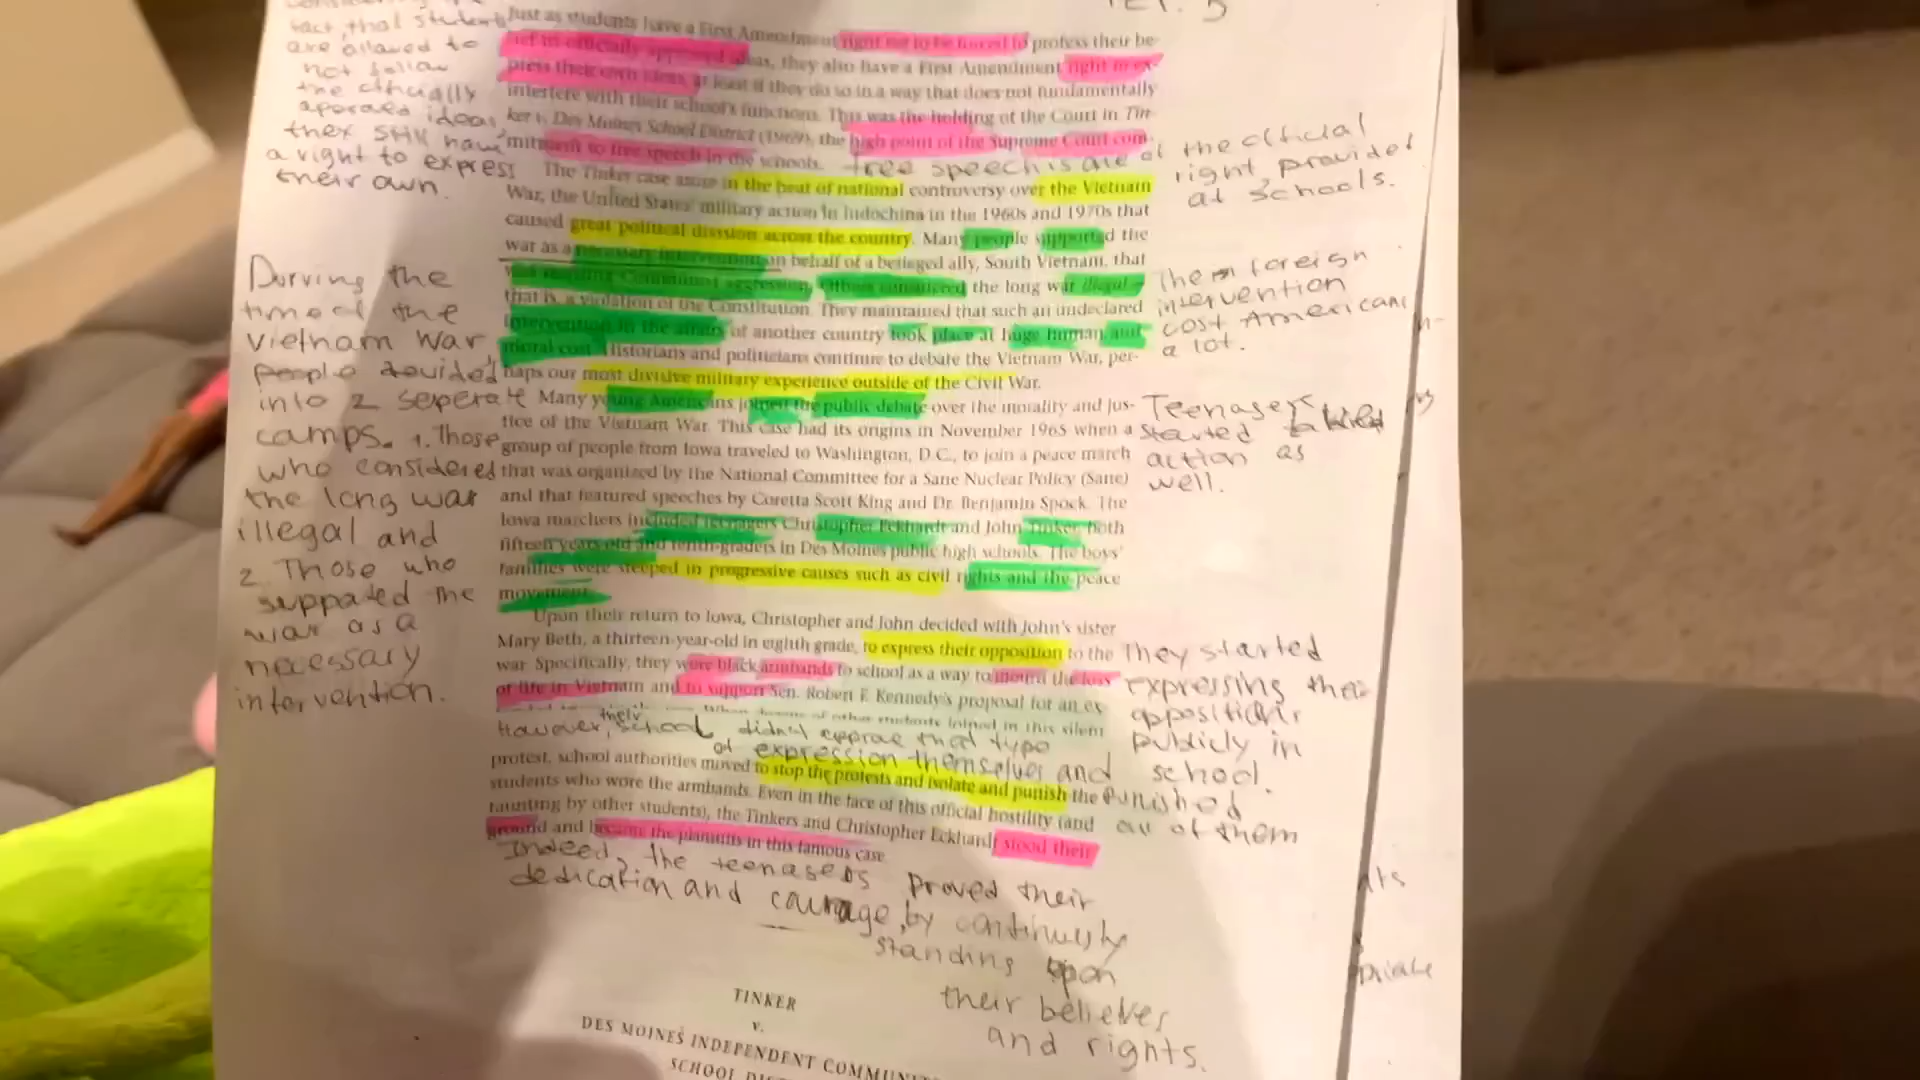 fact, that students
are allowed to
not follow
the officially
approved ideas
they still have
a right to express
their own.
Just as students have a First Amendment right not to be forced to profess their be-
lief in officially approved ideas, they also have a First Amendment right to ex-
press their own ideas, at least if they do so in a way that does not fundamentally
interfere with their school's functions. This was the holding of the Court in Tin-
ker v. Des Moines School District (1969), the high point of the Supreme Court com-
mitment to free speech in the schools.
free speech is one of the official
right, provided
at schools.
The Tinker case arose in the heat of national controversy over the Vietnam
War, the United States' military action in Indochina in the 1960s and 1970s that
caused great political division across the country. Many people supported the
war as a necessary intervention on behalf of a besieged ally, South Vietnam, that
was resisting Communist aggression. Others considered the long war illegal
that is, a violation of the Constitution. They maintained that such an undeclared
intervention in the affairs of another country took place at huge human and
moral cost. Historians and politicians continue to debate the Vietnam War, per-
haps our most divisive military experience outside of the Civil War.
foreign
intervention
cost Americans
a lot.
Durving the
time of the
Vietnam War
people devided
into 2 seperate
camps. 1. Those
who considered
the long war
illegal and
2. Those who
suppated the
war as a
necessary
intervention.
Many young Americans joined the public debate over the morality and jus-
tice of the Vietnam War. This case had its origins in November 1965 when a
group of people from Iowa traveled to Washington, D.C., to join a peace march
that was organized by the National Committee for a Sane Nuclear Policy (Sane)
and that featured speeches by Coretta Scott King and Dr. Benjamin Spock. The
Iowa marchers included teenagers Christopher Eckhardt and John Tinker, both
fifteen years old and tenth-graders in Des Moines public high schools. The boys'
families were steeped in progressive causes such as civil rights and the peace
movement.
Teenagers
started
action as
well.
Upon their return to Iowa, Christopher and John decided with John's sister
Mary Beth, a thirteen-year-old in eighth grade, to express their opposition to the
war. Specifically, they wore black armbands to school as a way to mourn the loss
of life in Vietnam and to support Sen. Robert F. Kennedy's proposal for an ex-
other students joined in this silent
However, their school didn't approve that type
of expression themselves and
protest, school authorities moved to stop the protests and isolate and punish the
students who wore the armbands. Even in the face of this official hostility (and
taunting by other students), the Tinkers and Christopher Eckhardt stood their
ground and became the plaintiffs in this famous case.
They started
expressing their
oppositions
publicly in
school.
punished
all of them
Indeed, the teenagers proved their
dedication and courage, by continuesly
standing upon
their believes
and rights.
TINKER
v.
DES MOINES INDEPENDENT COMMUNI
SCHOOL DIS